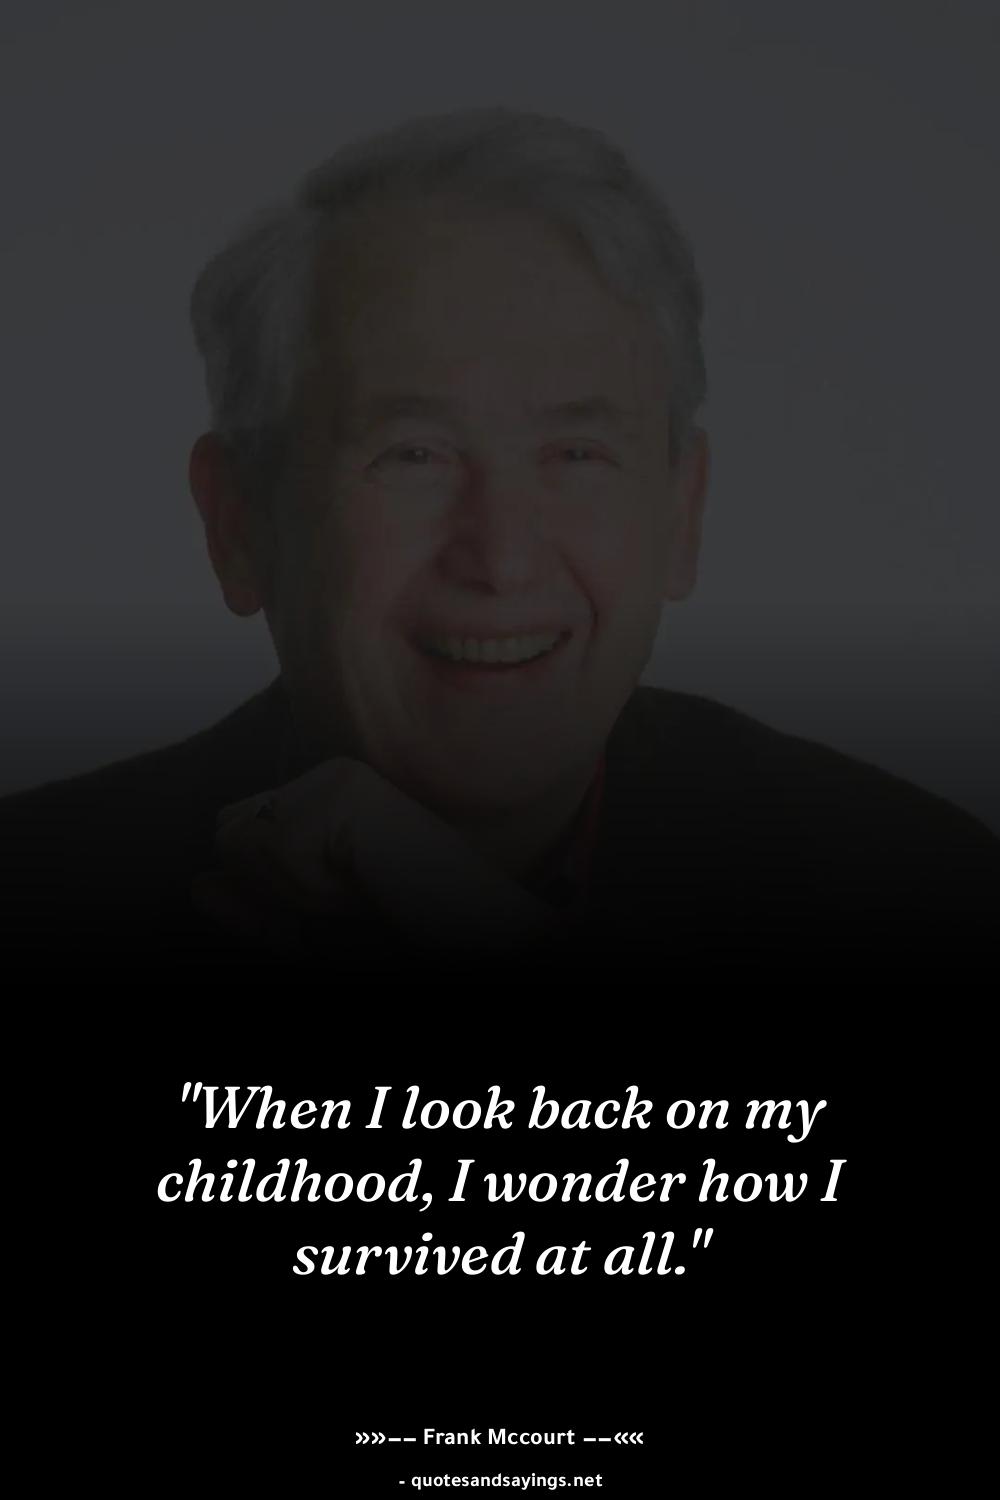 "When I look back on my
childhood, I wonder how I
survived at all."
»»−− Frank Mccourt −−««
- quotesandsayings.net